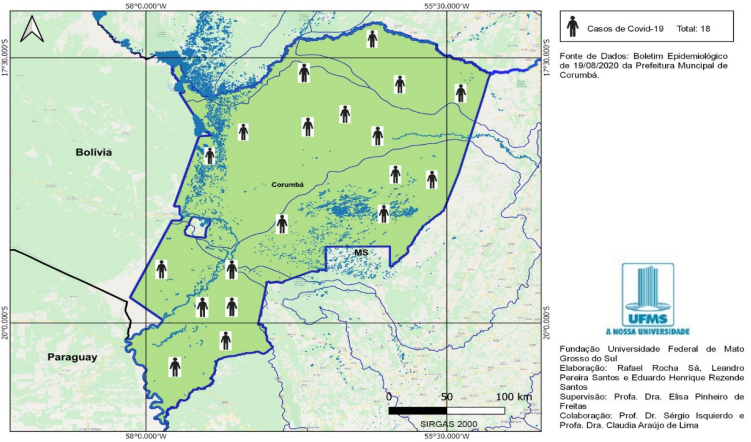 58°0.000'O
55°30.000'O
17°30.000'S
17°30.000'S
Bolívia
Corumbá
MS
20°0.000'S
20°0.000'S
Paraguay
0 50 100 km
SIRGAS 2000
58°0.000'O
55°30.000'O
Casos de Covid-19 Total: 18
Fonte de Dados: Boletim Epidemiológico
de 19/08/2020 da Prefeitura Muncipal de
Corumbá.
UFMS
A NOSSA UNIVERSIDADE
Fundação Universidade Federal de Mato
Grosso do Sul
Elaboração: Rafael Rocha Sá, Leandro
Pereira Santos e Eduardo Henrique Rezende
Santos
Supervisão: Profa. Dra. Elisa Pinheiro de
Freitas
Colaboração: Prof. Dr. Sérgio Isquierdo e
Profa. Dra. Claudia Araújo de Lima